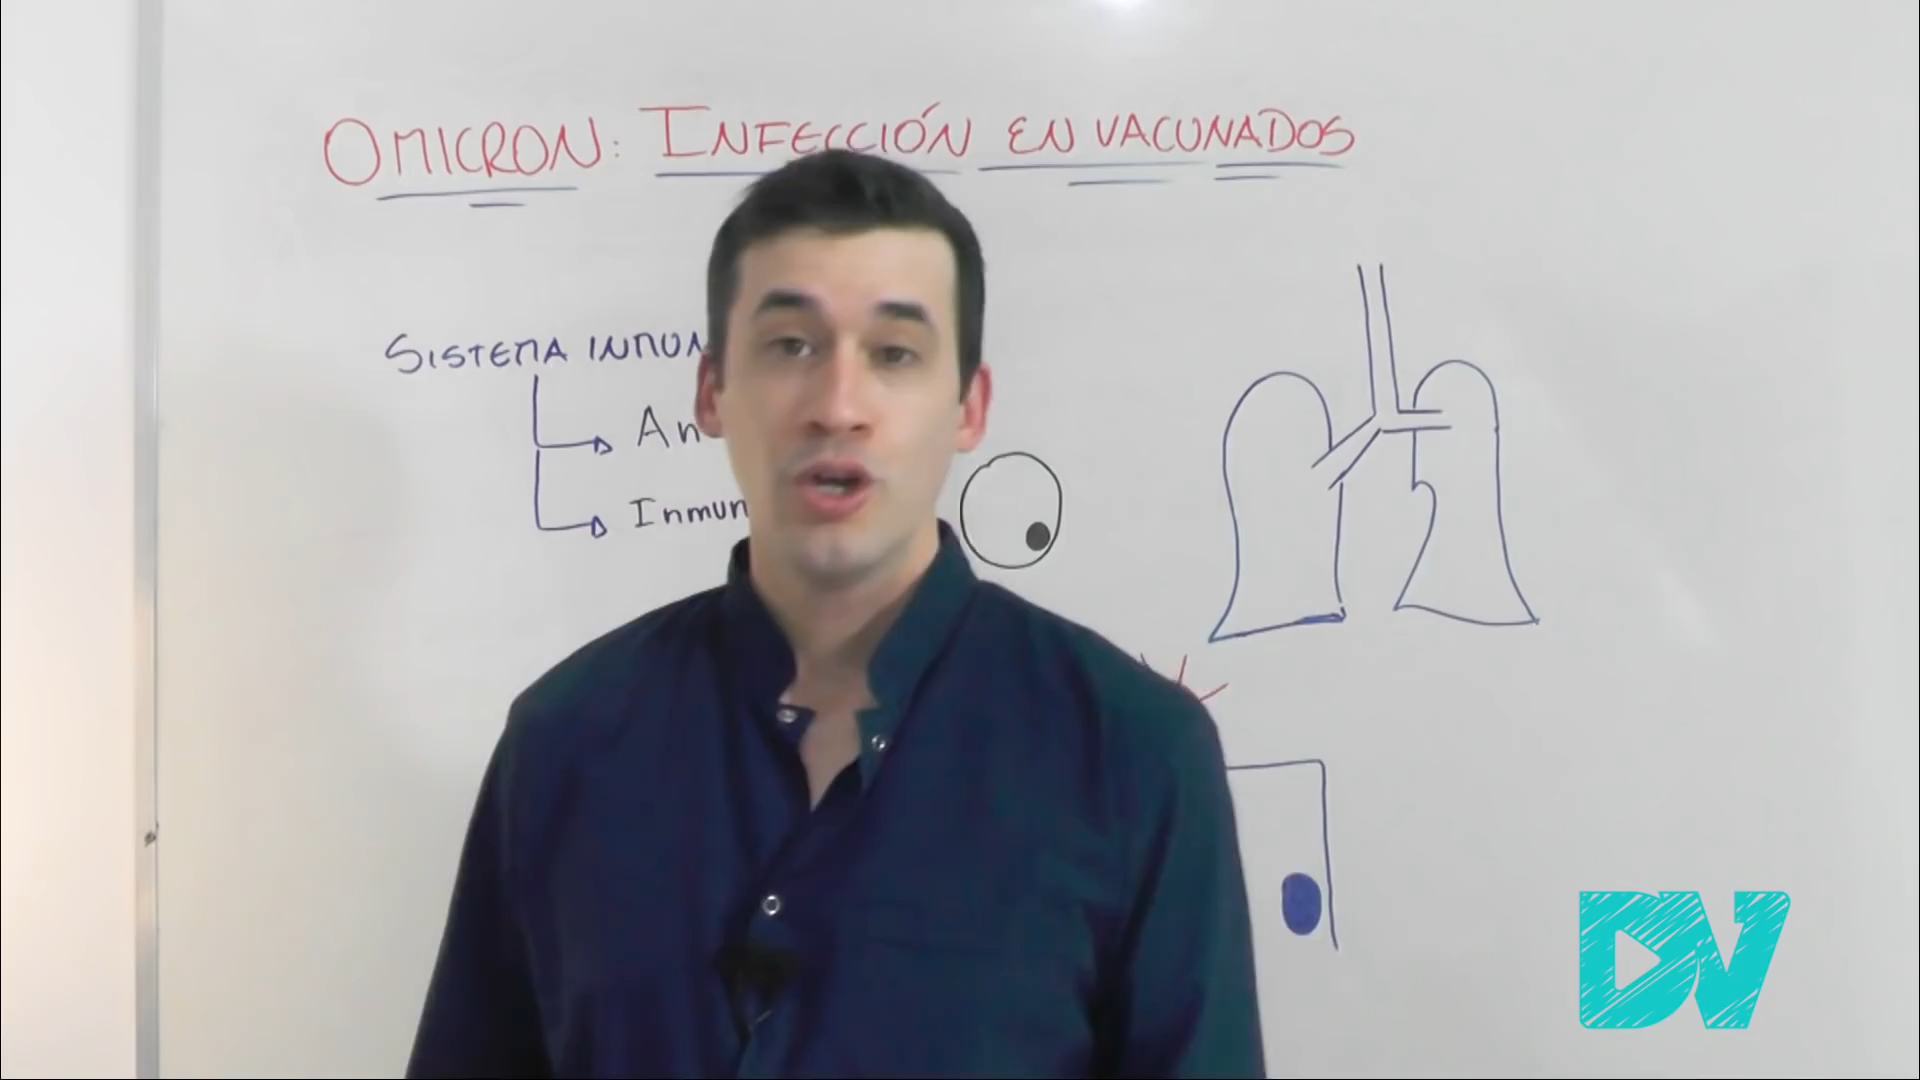 OMICRON: INFECCIÓN EN VACUNADOS
SISTEMA INMUN
An
Inmun
DV